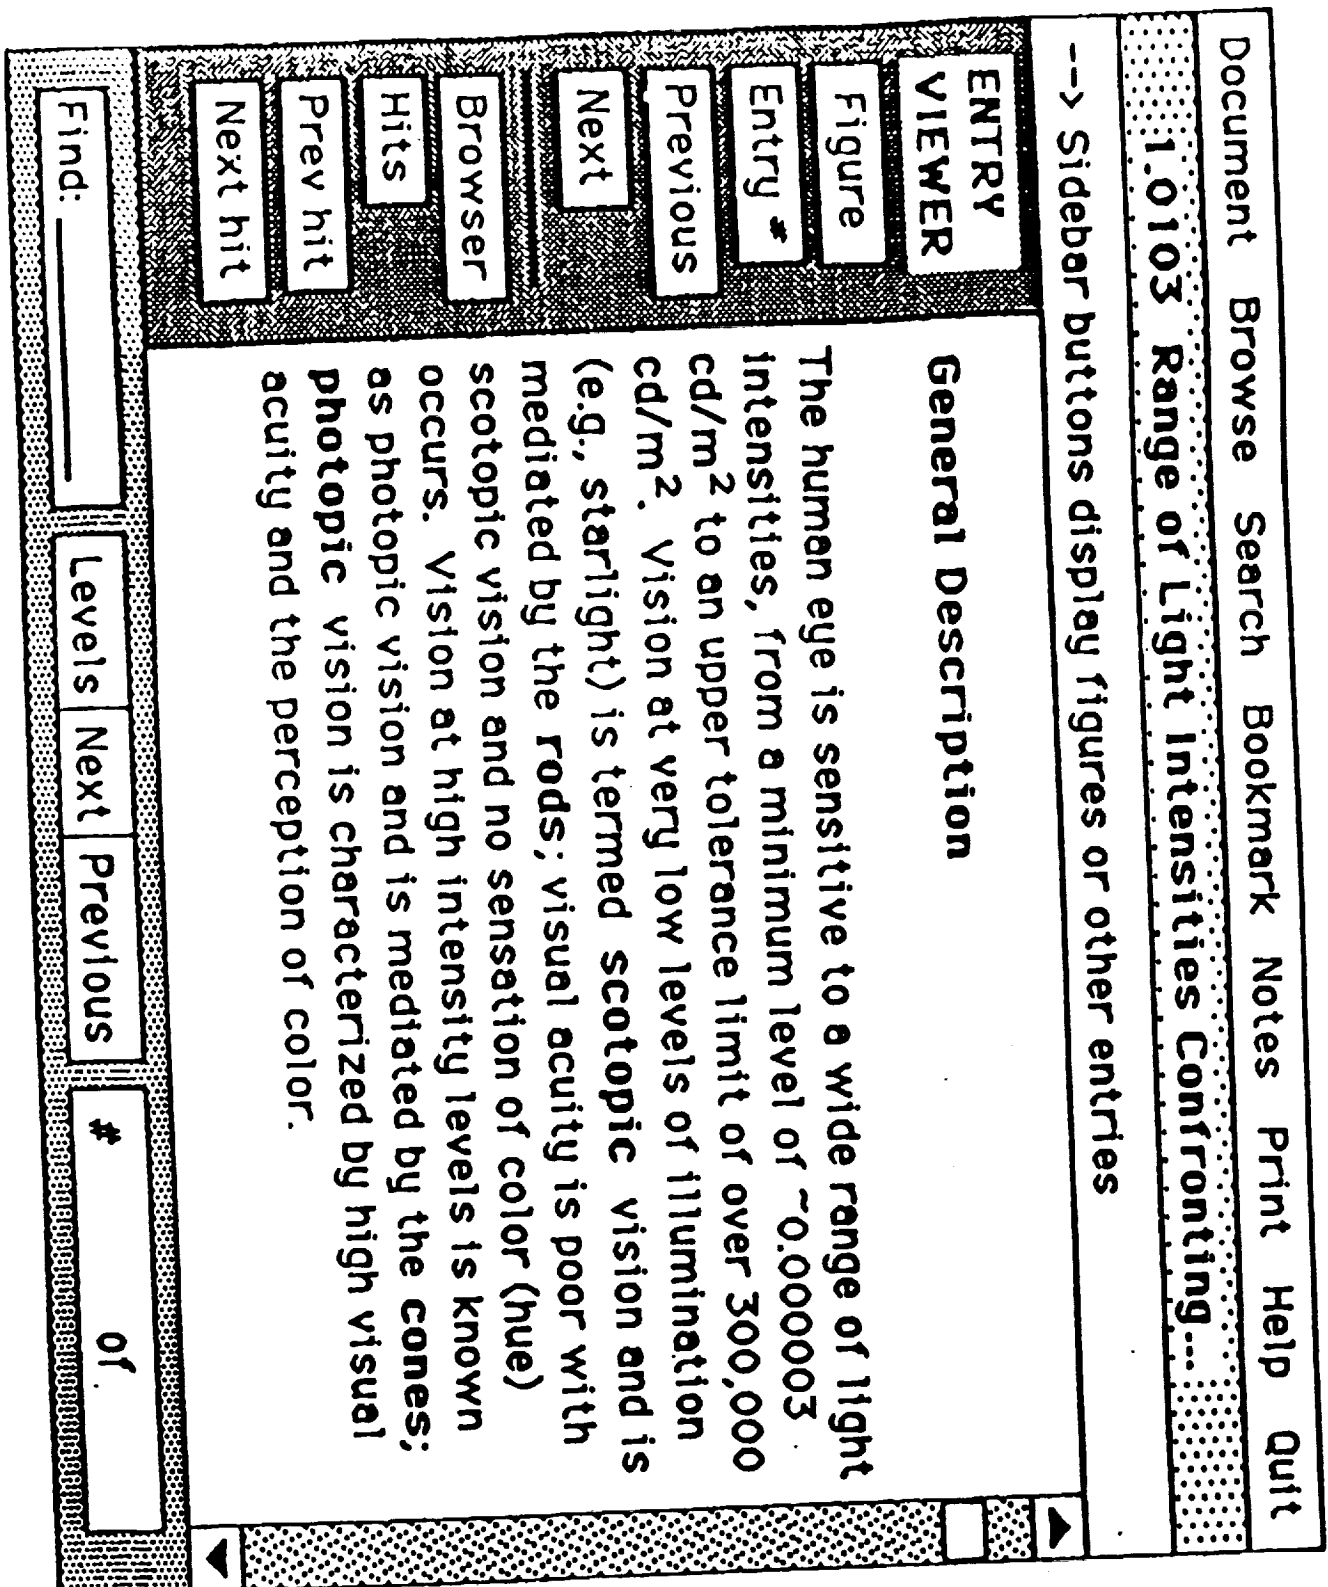 Document Browse Search Bookmark Notes Print Help Quit
1.0103 Range of Light Intensities Confronting...
--> Sidebar buttons display figures or other entries
ENTRY
VIEWER
Figure
Entry #
Previous
Next
Browser
Hits
Prev hit
Next hit
General Description
The human eye is sensitive to a wide range of light
intensities, from a minimum level of ~0.000003
cd/m² to an upper tolerance limit of over 300,000
cd/m². Vision at very low levels of illumination
(e.g., starlight) is termed scotopic vision and is
mediated by the rods; visual acuity is poor with
scotopic vision and no sensation of color (hue)
occurs. Vision at high intensity levels is known
as photopic vision and is mediated by the cones;
photopic vision is characterized by high visual
acuity and the perception of color.
Find: Levels Next Previous # of